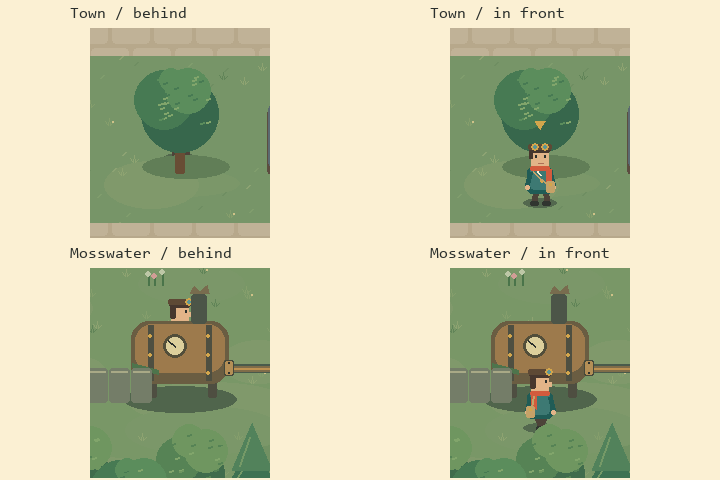 Town / behind
Town / in front
Mosswater / behind
Mosswater / in front